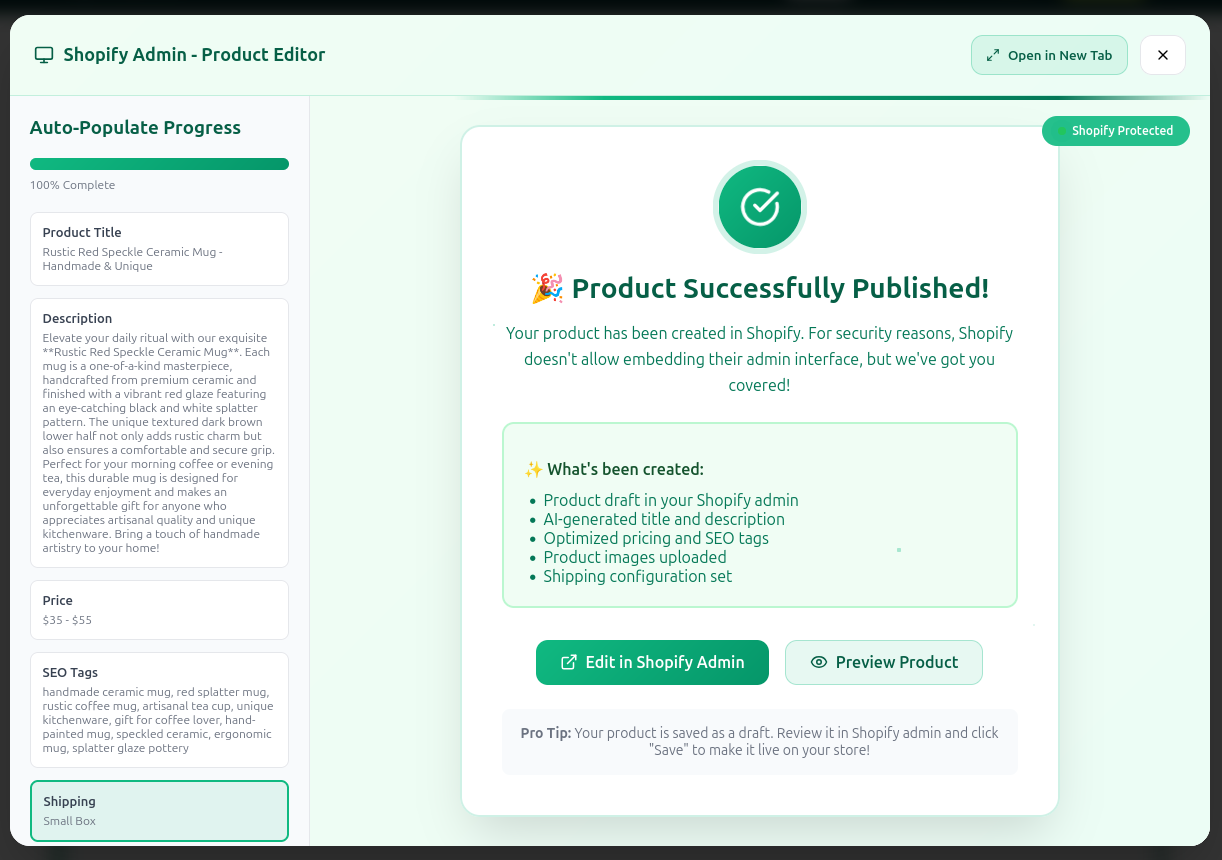 Shopify Admin - Product Editor
Open in New Tab
Auto-Populate Progress
100% Complete
Product Title
Rustic Red Speckle Ceramic Mug -
Handmade & Unique
Description
Elevate your daily ritual with our exquisite
**Rustic Red Speckle Ceramic Mug**. Each
mug is a one-of-a-kind masterpiece,
handcrafted from premium ceramic and
finished with a vibrant red glaze featuring
an eye-catching black and white splatter
pattern. The unique textured dark brown
lower half not only adds rustic charm but
also ensures a comfortable and secure grip.
Perfect for your morning coffee or evening
tea, this durable mug is designed for
everyday enjoyment and makes an
unforgettable gift for anyone who
appreciates artisanal quality and unique
kitchenware. Bring a touch of handmade
artistry to your home!
Price
$35 - $55
SEO Tags
handmade ceramic mug, red splatter mug,
rustic coffee mug, artisanal tea cup, unique
kitchenware, gift for coffee lover, hand-
painted mug, speckled ceramic, ergonomic
mug, splatter glaze pottery
Shipping
Small Box
Shopify Protected
🎉 Product Successfully Published!
Your product has been created in Shopify. For security reasons, Shopify
doesn't allow embedding their admin interface, but we've got you
covered!
✨ What's been created:
• Product draft in your Shopify admin
• AI-generated title and description
• Optimized pricing and SEO tags
• Product images uploaded
• Shipping configuration set
Edit in Shopify Admin
Preview Product
Pro Tip: Your product is saved as a draft. Review it in Shopify admin and click
"Save" to make it live on your store!